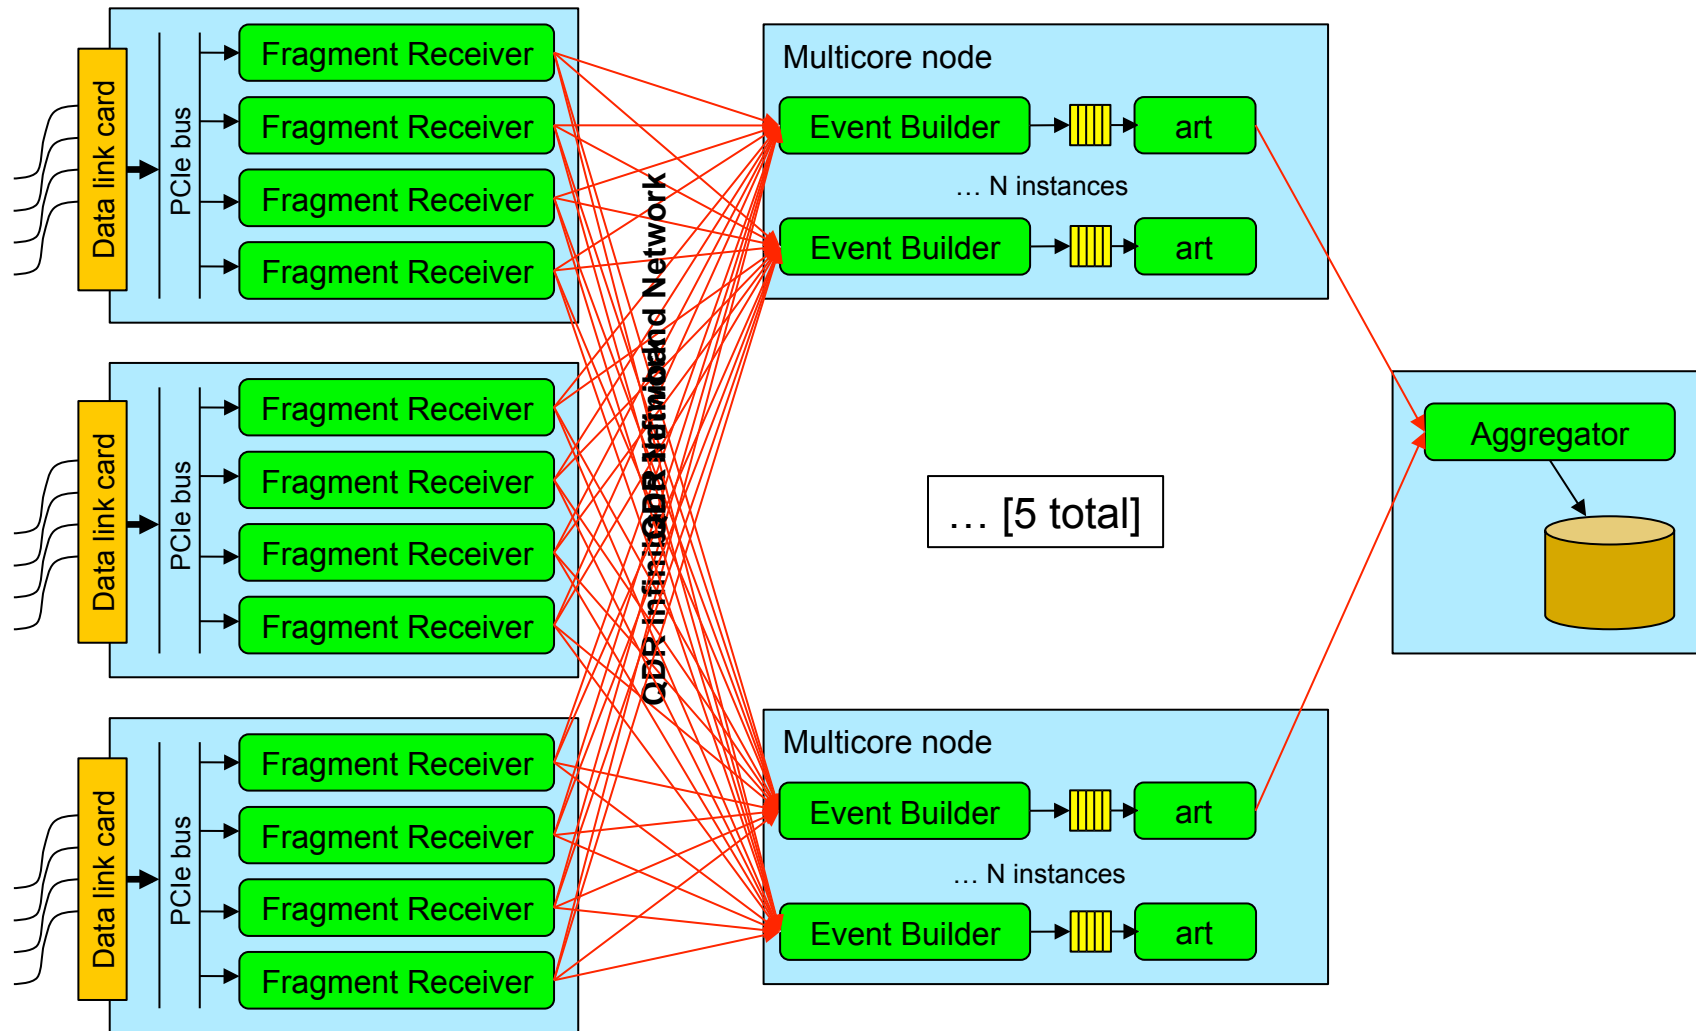 Data link card
PCIe bus
Fragment Receiver
Fragment Receiver
Fragment Receiver
Fragment Receiver
Data link card
PCIe bus
Fragment Receiver
Fragment Receiver
Fragment Receiver
Fragment Receiver
Data link card
PCIe bus
Fragment Receiver
Fragment Receiver
Fragment Receiver
Fragment Receiver
Multicore node
Event Builder
art
… N instances
Event Builder
art
… [5 total]
Multicore node
Event Builder
art
… N instances
Event Builder
art
Aggregator